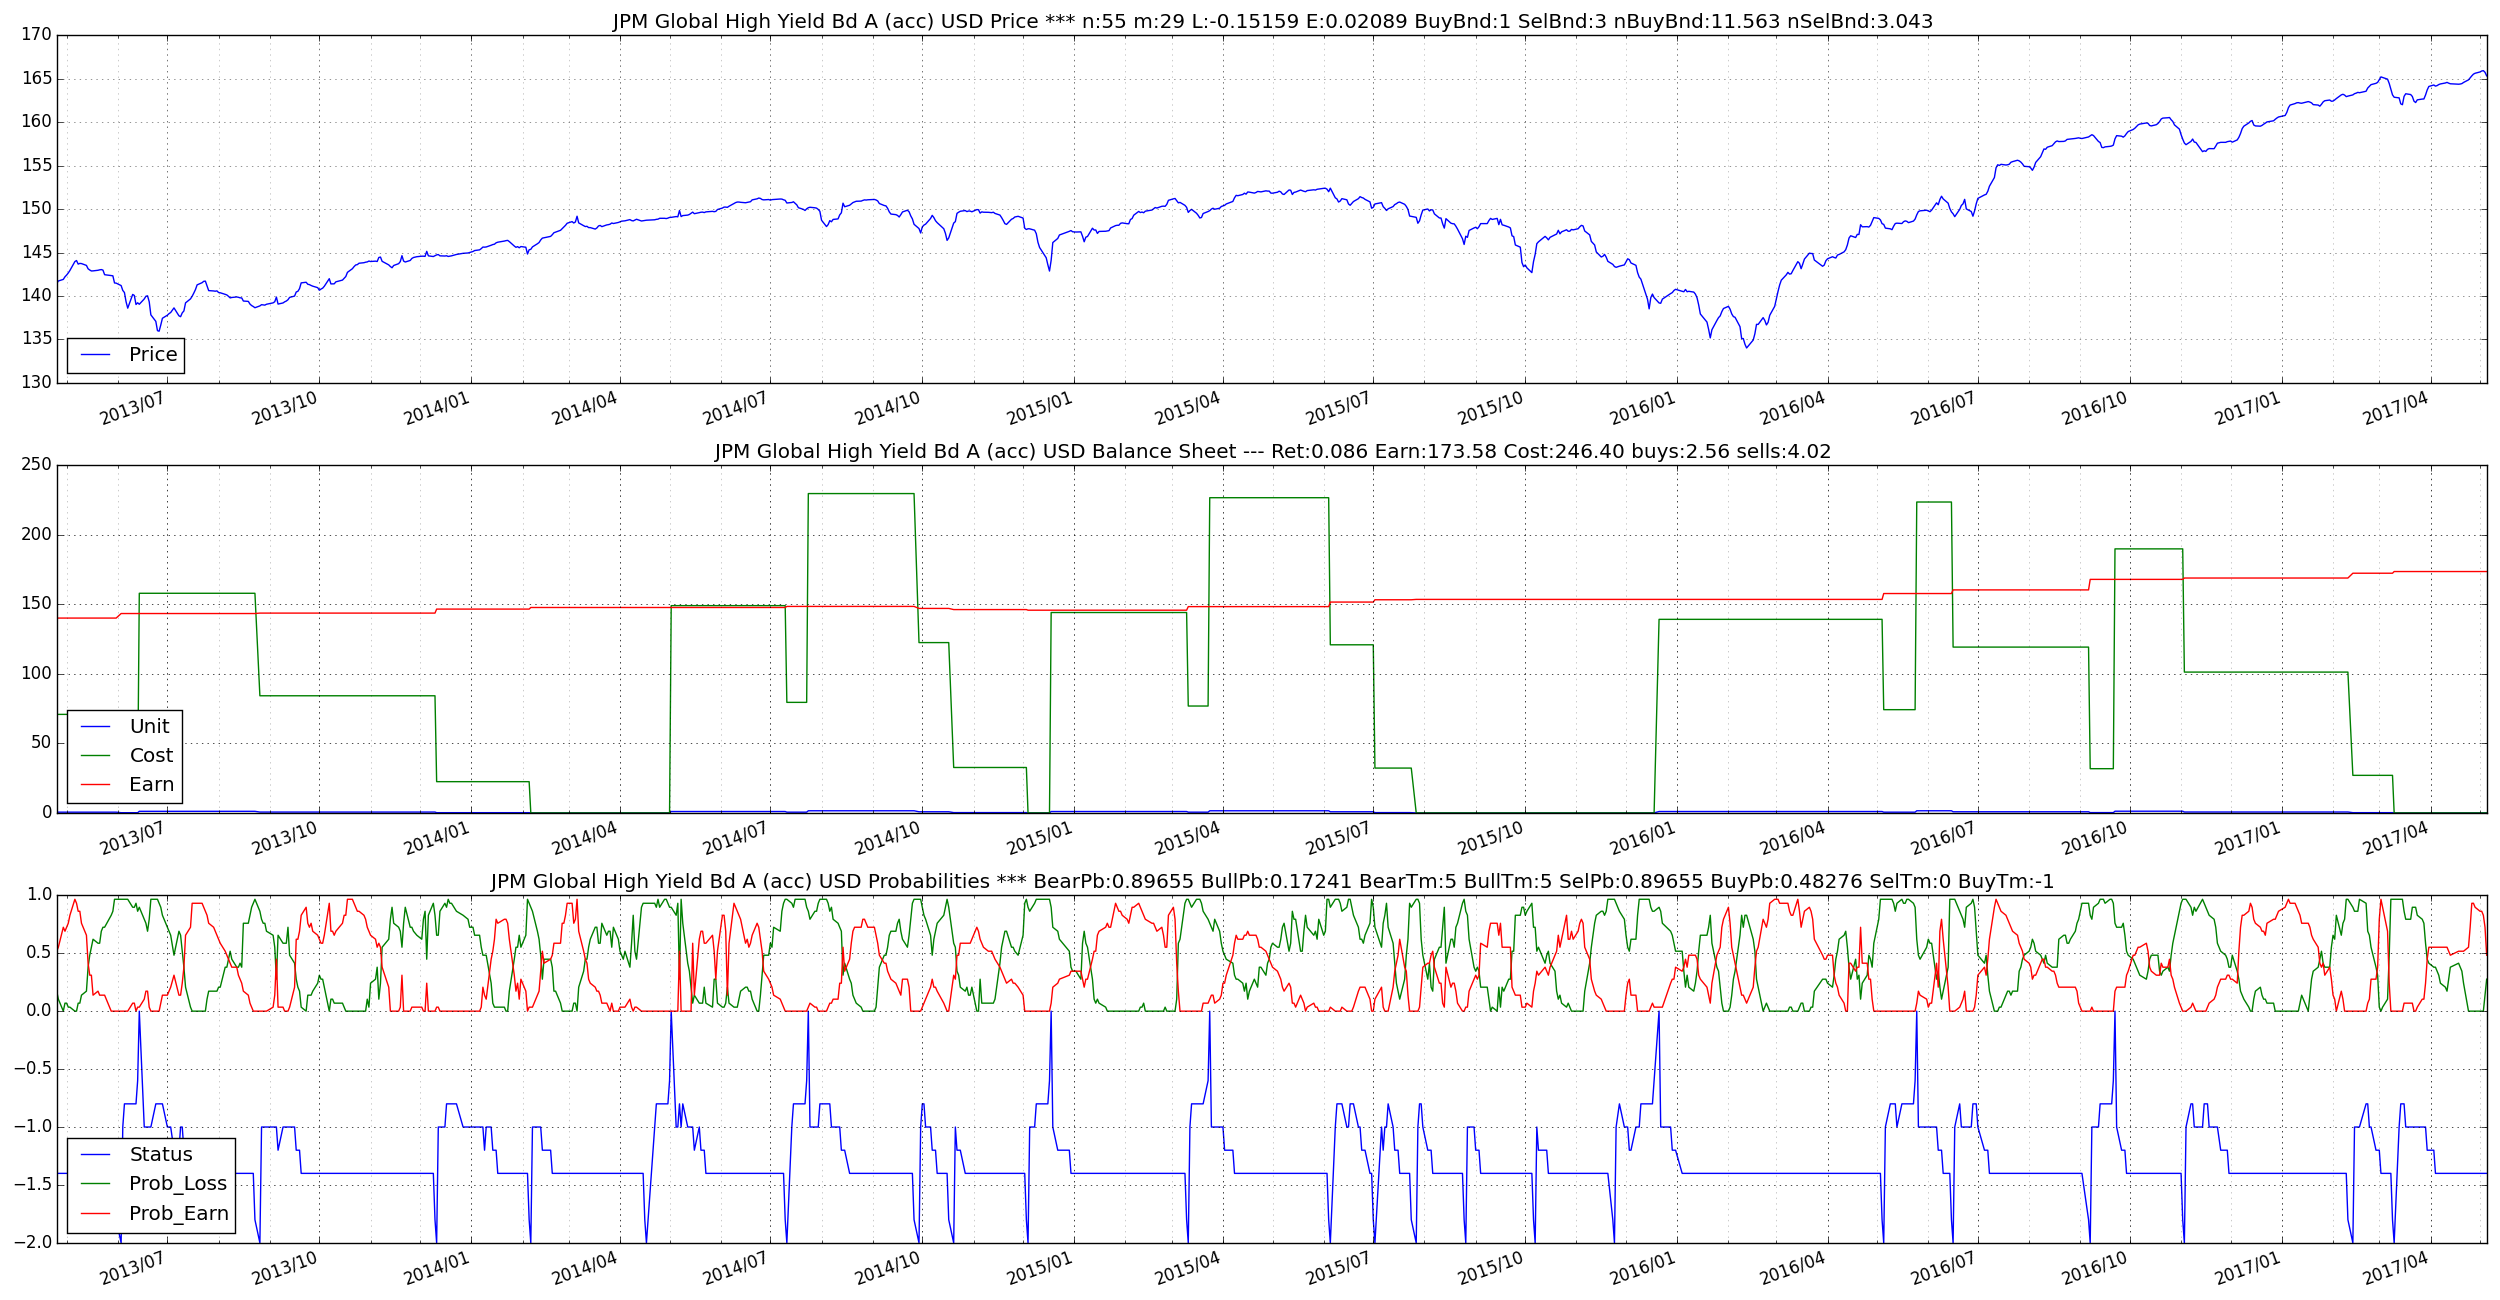 JPM Global High Yield Bd A (acc) USD Price *** n:55 m:29 L:-0.15159 E:0.02089 BuyBnd:1 SelBnd:3 nBuyBnd:11.563 nSelBnd:3.043
170
165
160
155
150
145
140
135
130
Price
2013/07 2013/10 2014/01 2014/04 2014/07 2014/10 2015/01 2015/04 2015/07 2015/10 2016/01 2016/04 2016/07 2016/10 2017/01 2017/04
JPM Global High Yield Bd A (acc) USD Balance Sheet --- Ret:0.086 Earn:173.58 Cost:246.40 buys:2.56 sells:4.02
250
200
150
100
50
0
Unit
Cost
Earn
2013/07 2013/10 2014/01 2014/04 2014/07 2014/10 2015/01 2015/04 2015/07 2015/10 2016/01 2016/04 2016/07 2016/10 2017/01 2017/04
JPM Global High Yield Bd A (acc) USD Probabilities *** BearPb:0.89655 BullPb:0.17241 BearTm:5 BullTm:5 SelPb:0.89655 BuyPb:0.48276 SelTm:0 BuyTm:-1
1.0
0.5
0.0
−0.5
−1.0
−1.5
−2.0
Status
Prob_Loss
Prob_Earn
2013/07 2013/10 2014/01 2014/04 2014/07 2014/10 2015/01 2015/04 2015/07 2015/10 2016/01 2016/04 2016/07 2016/10 2017/01 2017/04